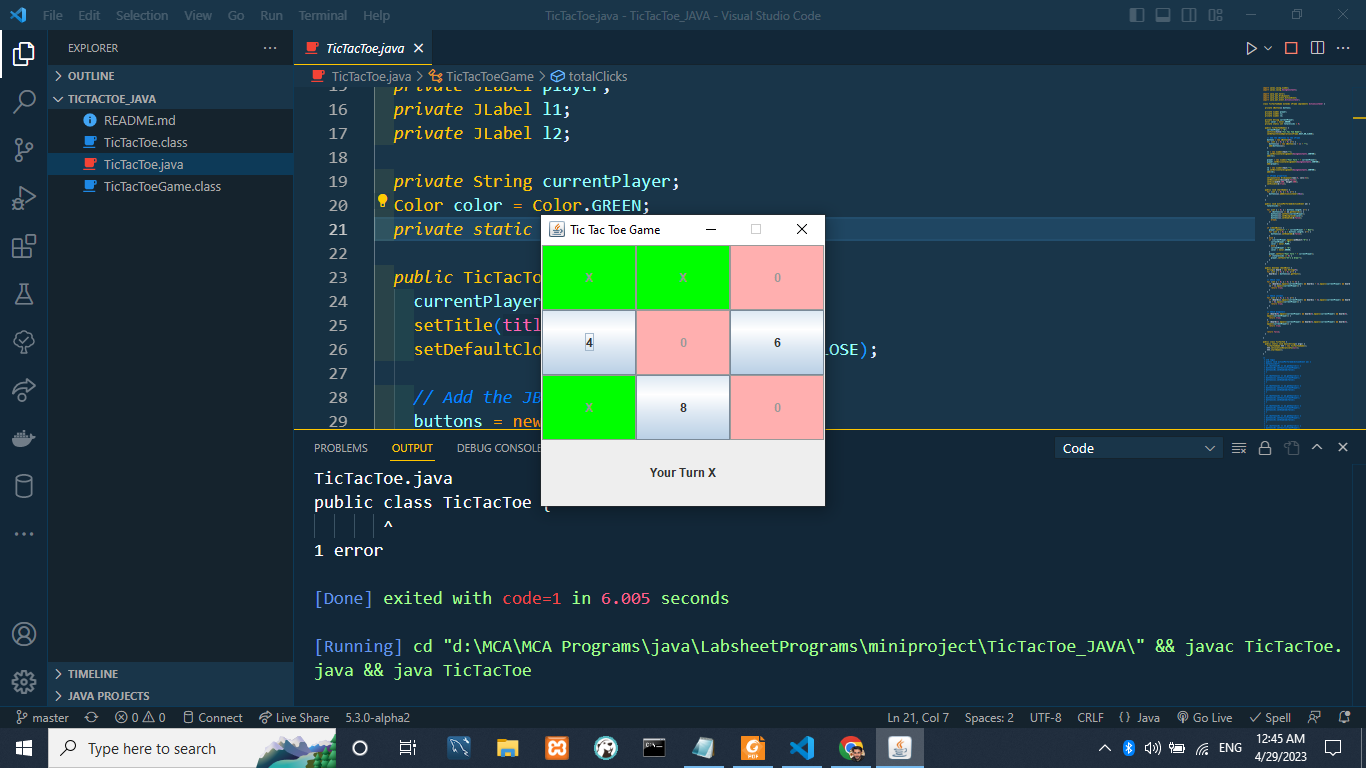 File Edit Selection View Go Run Terminal Help
TicTacToe.java - TicTacToe_JAVA - Visual Studio Code
EXPLORER
OUTLINE
TICTACTOE_JAVA
README.md
TicTacToe.class
TicTacToe.java
TicTacToeGame.class
TIMELINE
JAVA PROJECTS
TicTacToe.java
TicTacToe.java > TicTacToeGame > totalClicks
15 private JLabel player;
16 private JLabel l1;
17 private JLabel l2;
18
19 private String currentPlayer;
20 Color color = Color.GREEN;
21 private static
22
23 public TicTacTo
24 currentPlayer
25 setTitle(titl
26 setDefaultClo LOSE);
27
28 // Add the JB
29 buttons = new
Tic Tac Toe Game
X X 0
4 0 6
X 8 0
Your Turn X
PROBLEMS OUTPUT DEBUG CONSOLE
Code
TicTacToe.java
public class TicTacToe {
^
1 error
[Done] exited with code=1 in 6.005 seconds
[Running] cd "d:\MCA\MCA Programs\java\LabsheetPrograms\miniproject\TicTacToe_JAVA\" && javac TicTacToe.
java && java TicTacToe
master 0 0 Connect Live Share 5.3.0-alpha2
Ln 21, Col 7 Spaces: 2 UTF-8 CRLF {} Java Go Live Spell
Type here to search
ENG
12:45 AM
4/29/2023